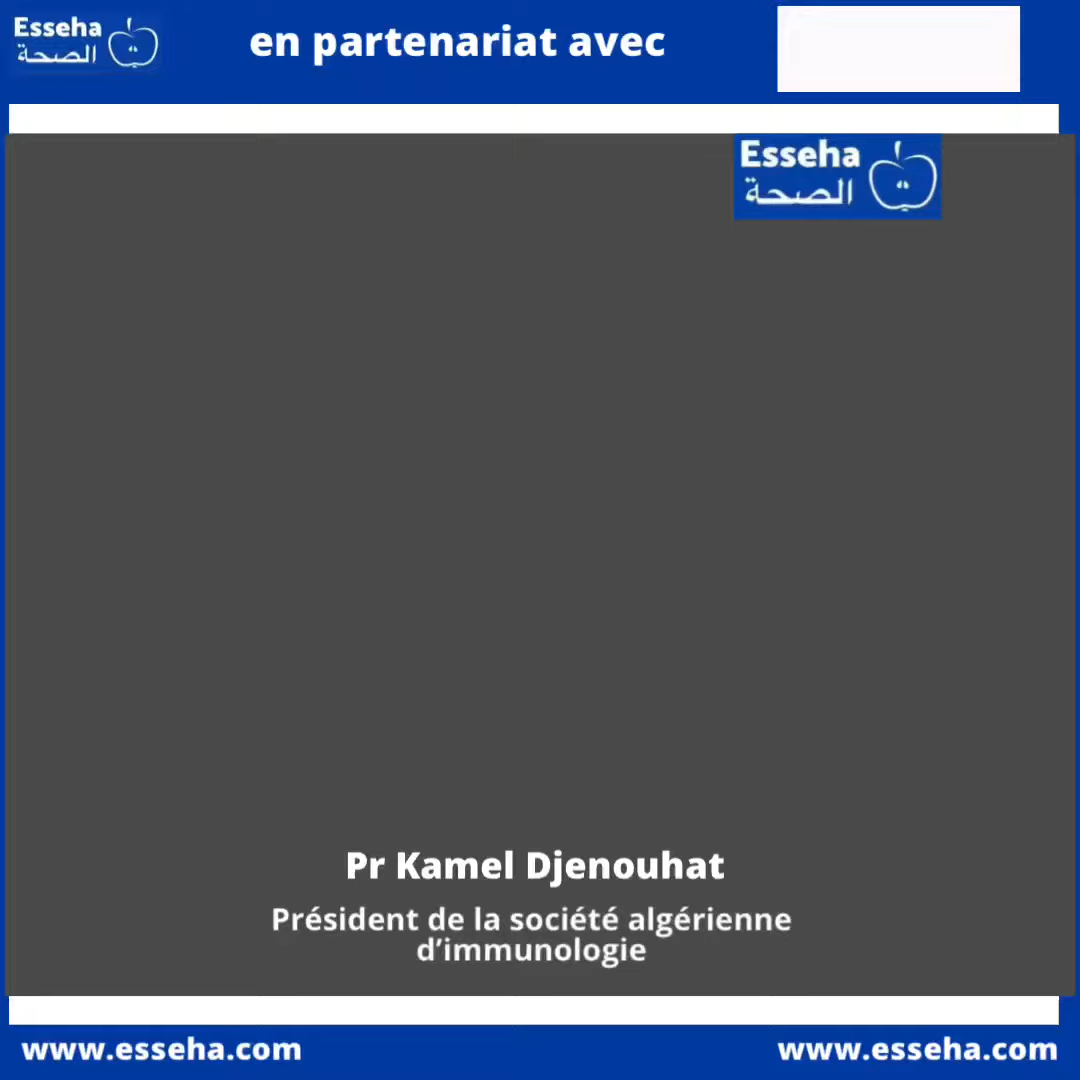 Esseha
الصحة
en partenariat avec
Esseha
الصحة
Pr Kamel Djenouhat
Président de la société algérienne
d’immunologie
www.esseha.com
www.esseha.com